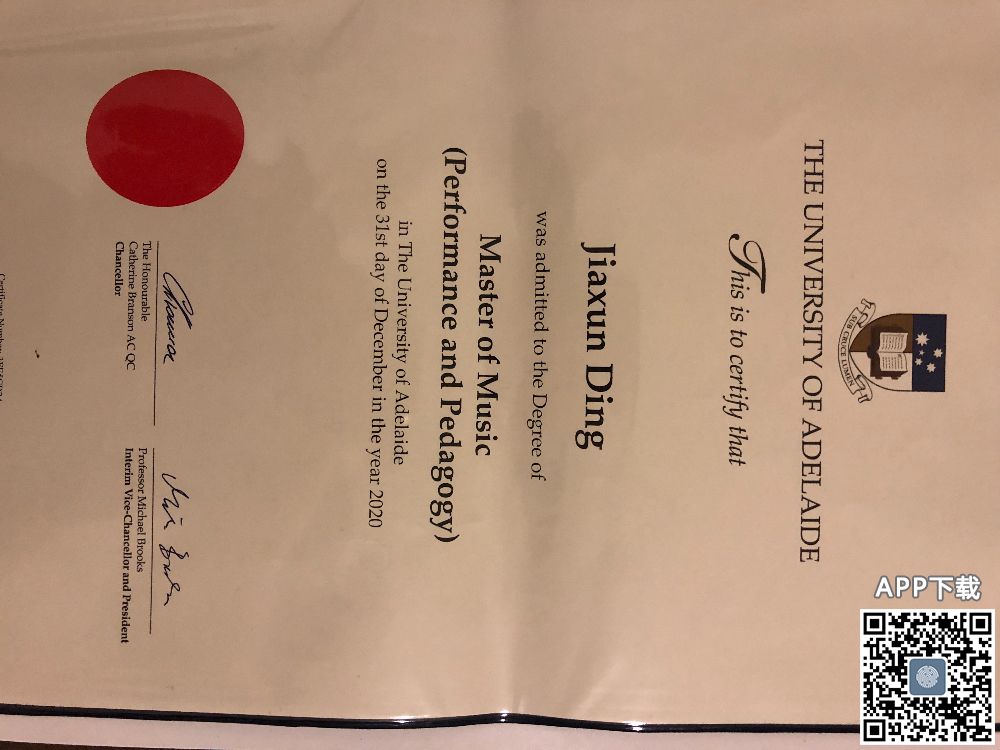 SUB CRUCE LUMEN
THE UNIVERSITY OF ADELAIDE
This is to certify that
Jiaxun Ding
was admitted to the Degree of
Master of Music
(Performance and Pedagogy)
in The University of Adelaide
on the 31st day of December in the year 2020
The Honourable
Catherine Branson AC QC
Chancellor
Professor Michael Brooks
Interim Vice-Chancellor and President
Certificate Number
APP下载